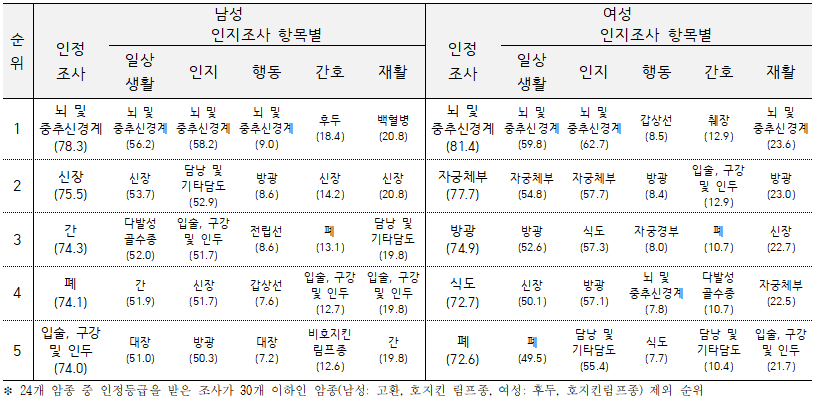 순위 남성 여성
인정조사 인지조사 항목별 인정조사 인지조사 항목별
일상생활 인지 행동 간호 재활 일상생활 인지 행동 간호 재활
1 뇌 및 중추신경계 (78.3) 뇌 및 중추신경계 (56.2) 뇌 및 중추신경계 (58.2) 뇌 및 중추신경계 (9.0) 후두 (18.4) 백혈병 (20.8) 뇌 및 중추신경계 (81.4) 뇌 및 중추신경계 (59.8) 뇌 및 중추신경계 (62.7) 갑상선 (8.5) 췌장 (12.9) 뇌 및 중추신경계 (23.6)
2 신장 (75.5) 신장 (53.7) 담낭 및 기타담도 (52.9) 방광 (8.6) 신장 (14.2) 신장 (20.8) 자궁체부 (77.7) 자궁체부 (54.8) 자궁체부 (57.7) 방광 (8.4) 입술, 구강 및 인두 (12.9) 방광 (23.0)
3 간 (74.3) 다발성 골수종 (52.0) 입술, 구강 및 인두 (51.7) 전립선 (8.6) 폐 (13.1) 담낭 및 기타담도 (19.8) 방광 (74.9) 방광 (52.6) 식도 (57.3) 자궁경부 (8.0) 폐 (10.7) 신장 (22.7)
4 폐 (74.1) 간 (51.9) 신장 (51.7) 갑상선 (7.6) 입술, 구강 및 인두 (12.7) 입술, 구강 및 인두 (19.8) 식도 (72.7) 신장 (50.1) 방광 (57.1) 뇌 및 중추신경계 (7.8) 다발성 골수종 (10.7) 자궁체부 (22.5)
5 입술, 구강 및 인두 (74.0) 대장 (51.0) 방광 (50.3) 대장 (7.2) 비호지킨 림프종 (12.6) 간 (19.8) 폐 (72.6) 폐 (49.5) 담낭 및 기타담도 (55.4) 식도 (7.7) 담낭 및 기타담도 (10.4) 입술, 구강 및 인두 (21.7)
※ 24개 암종 중 인정등급을 받은 조사가 30개 이하인 암종(남성: 고환, 호지킨 림프종, 여성: 후두, 호지킨림프종) 제외 순위